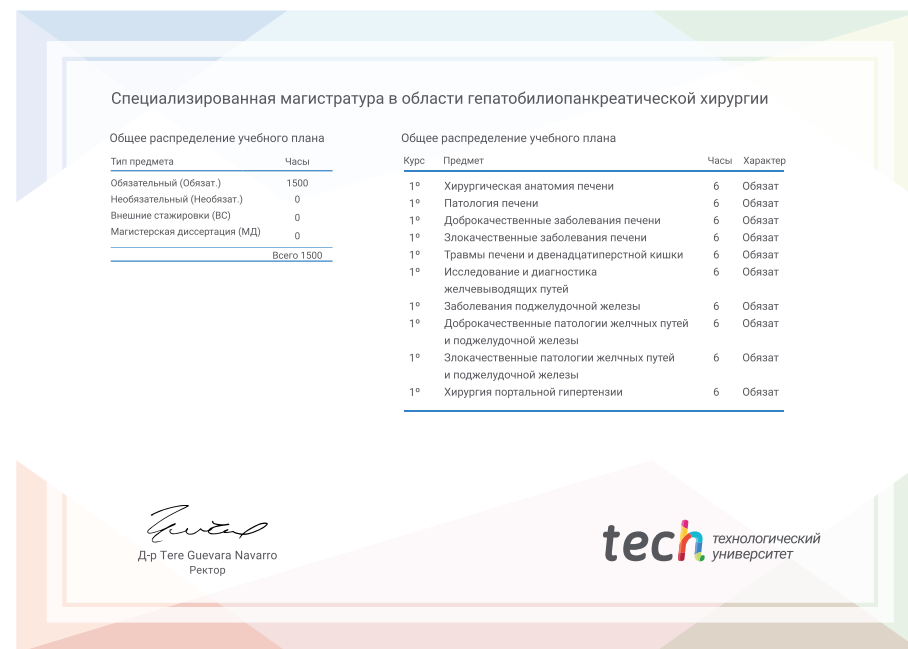 Специализированная магистратура в области гепатобилиопанкреатической хирургии
Общее распределение учебного плана
Тип предмета Часы
Обязательный (Обязат.) 1500
Необязательный (Необязат.) 0
Внешние стажировки (ВС) 0
Магистерская диссертация (МД) 0
Всего 1500
Общее распределение учебного плана
Курс Предмет Часы Характер
1º Хирургическая анатомия печени 6 Обязат
1º Патология печени 6 Обязат
1º Доброкачественные заболевания печени 6 Обязат
1º Злокачественные заболевания печени 6 Обязат
1º Травмы печени и двенадцатиперстной кишки 6 Обязат
1º Исследование и диагностика 6 Обязат
желчевыводящих путей
1º Заболевания поджелудочной железы 6 Обязат
1º Доброкачественные патологии желчных путей 6 Обязат
и поджелудочной железы
1º Злокачественные патологии желчных путей 6 Обязат
и поджелудочной железы
1º Хирургия портальной гипертензии 6 Обязат
Д-р Tere Guevara Navarro
Ректор
tech технологический
университет